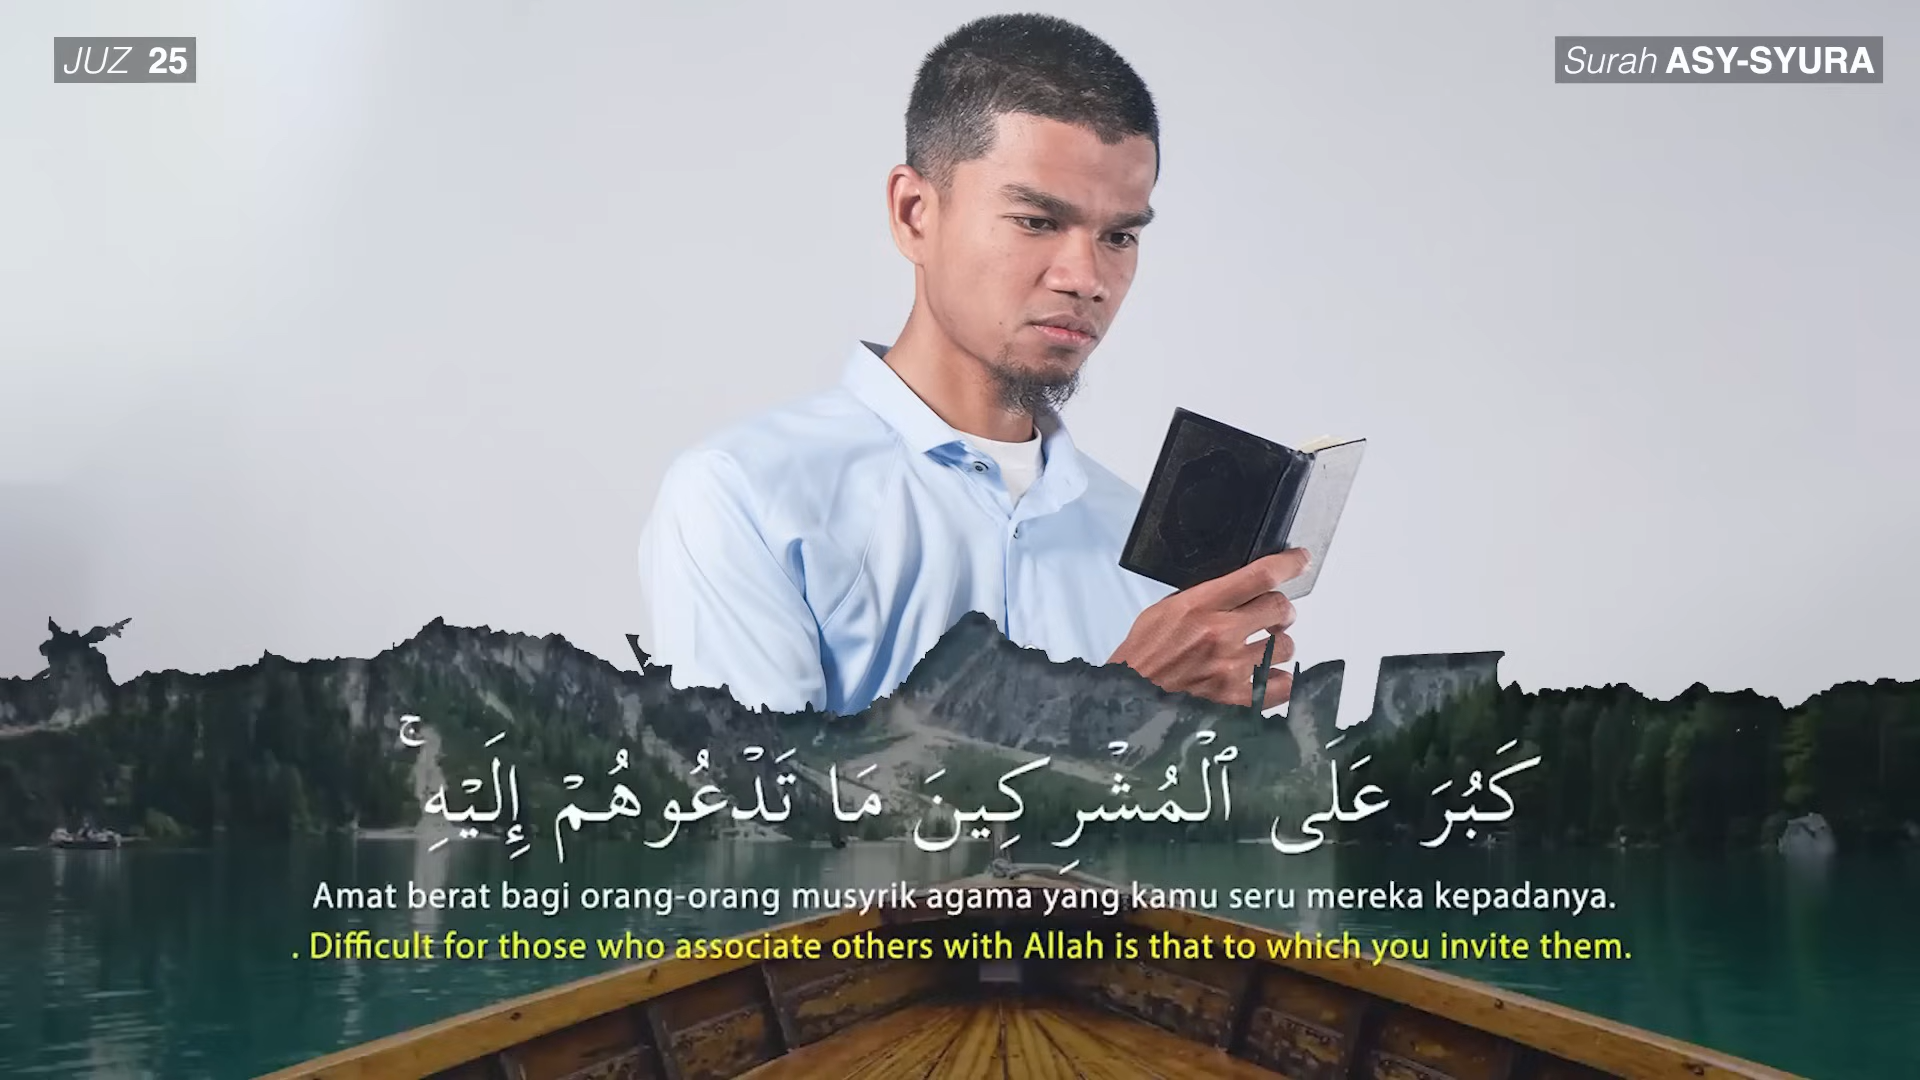 JUZ 25
Surah ASY-SYURA
كَبُرَ عَلَى ٱلْمُشْرِكِينَ مَا تَدْعُوهُمْ إِلَيْهِ ۚ
Amat berat bagi orang-orang musyrik agama yang kamu seru mereka kepadanya.
. Difficult for those who associate others with Allah is that to which you invite them.